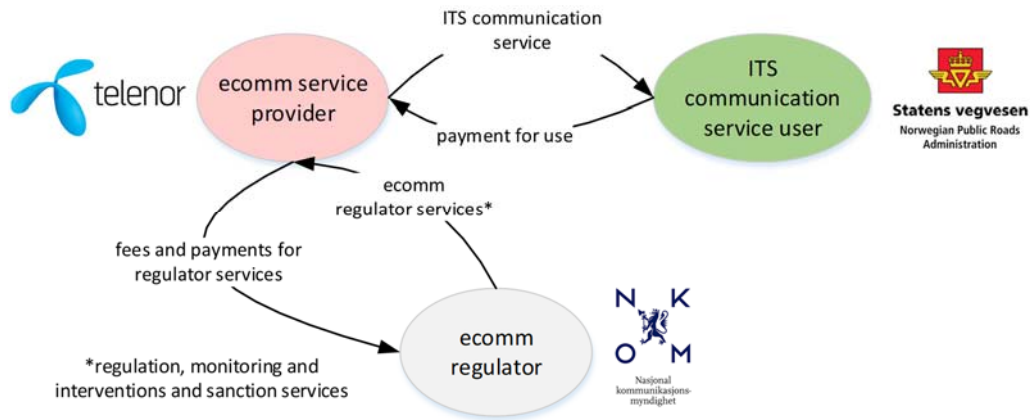 ITS communication
service
telenor
ecomm service
provider
ITS
communication
service user
Statens vegvesen
Norwegian Public Roads
Administration
payment for use
ecomm
regulator services*
fees and payments for
regulator services
ecomm
regulator
N K
O M
Nasjonal
kommunikasjons-
myndighet
*regulation, monitoring and
interventions and sanction services